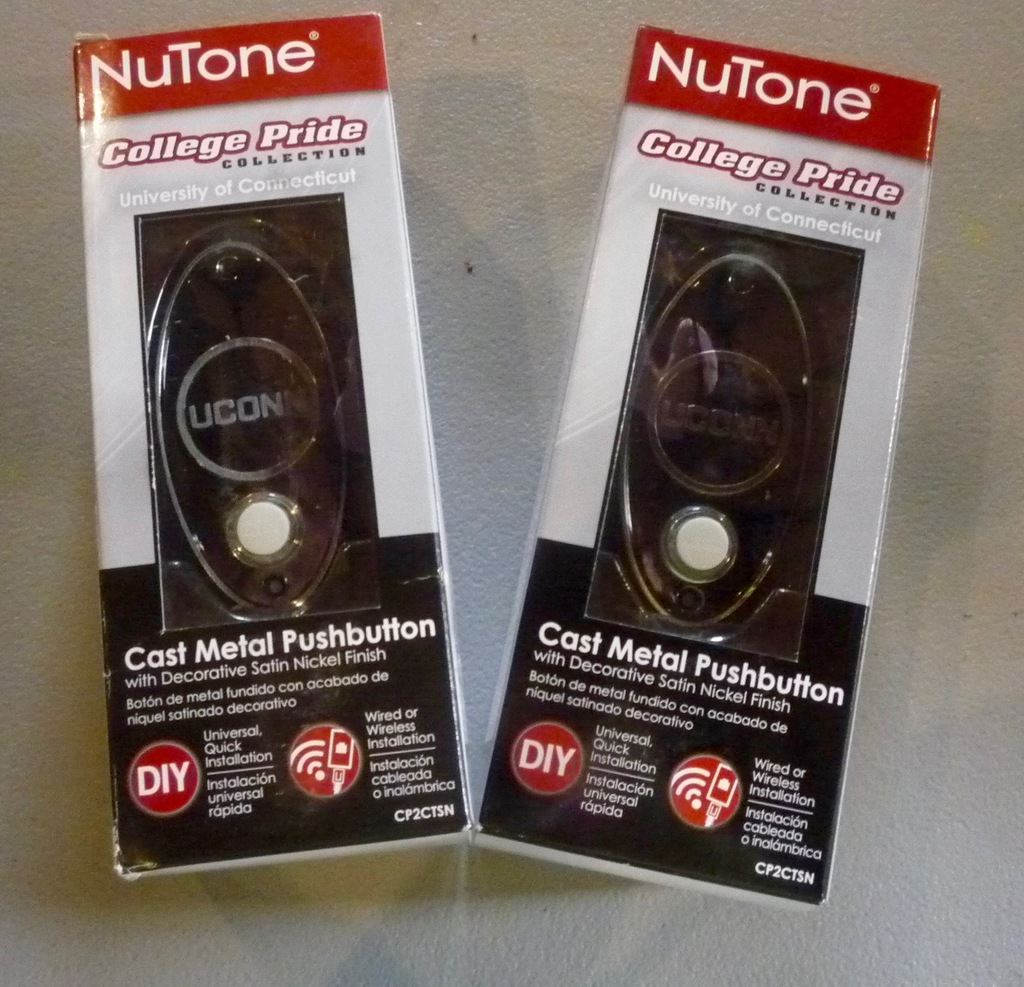 NuTone®
College Pride
COLLECTION
University of Connecticut
UCONN
Cast Metal Pushbutton
with Decorative Satin Nickel Finish
Botón de metal fundido con acabado de
níquel satinado decorativo
DIY
Universal,
Quick
Installation
Instalación
universal
rápida
Wired or
Wireless
Installation
Instalación
cableada
o inalámbrica
CP2CTSN
NuTone®
College Pride
COLLECTION
University of Connecticut
UCONN
Cast Metal Pushbutton
with Decorative Satin Nickel Finish
Botón de metal fundido con acabado de
níquel satinado decorativo
DIY
Universal,
Quick
Installation
Instalación
universal
rápida
Wired or
Wireless
Installation
Instalación
cableada
o inalámbrica
CP2CTSN